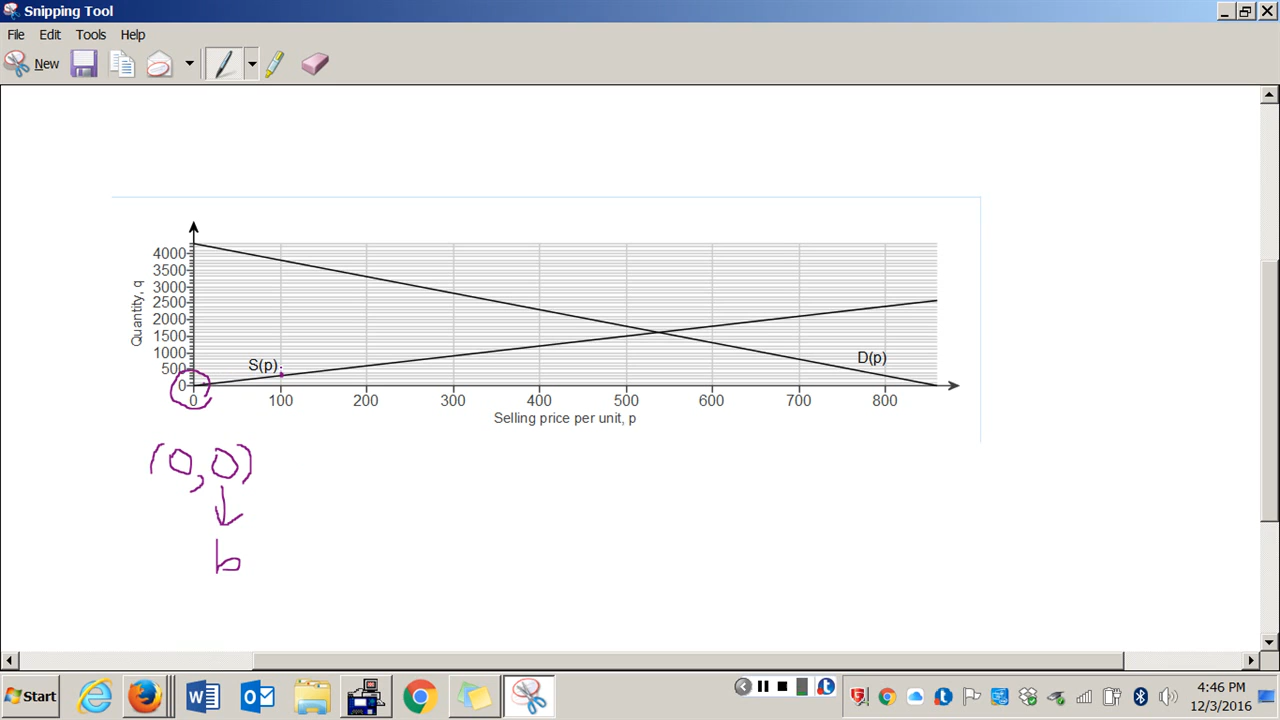 Snipping Tool
File Edit Tools Help
New
4000
3500
3000
2500
2000
1500
1000
500
0
Quantity, q
S(p)
D(p)
0 100 200 300 400 500 600 700 800
Selling price per unit, p
(0,0)
b
Start
4:46 PM
12/3/2016